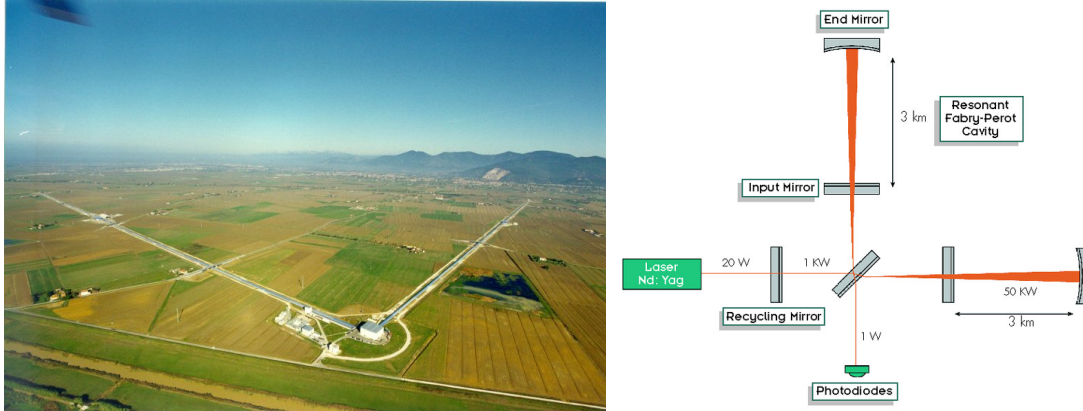 End Mirror
3 km
Resonant
Fabry-Perot
Cavity
Input Mirror
Laser
Nd: Yag
20 W
1 KW
50 KW
Recycling Mirror
3 km
1 W
Photodiodes